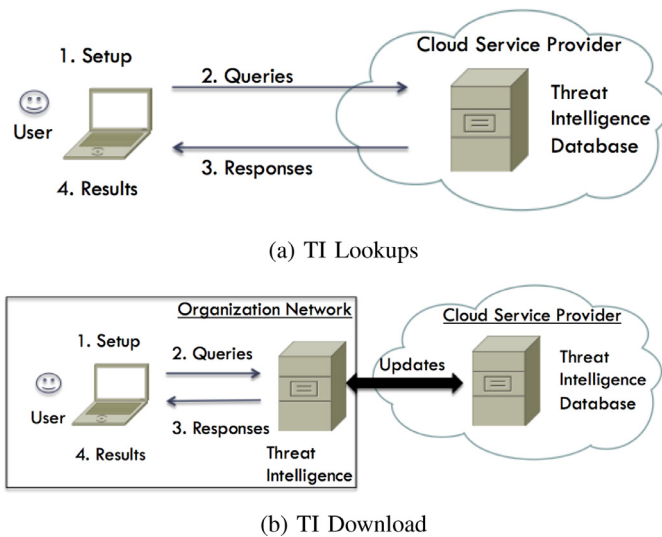 Cloud Service Provider
1. Setup
2. Queries
User
Threat
Intelligence
Database
3. Responses
4. Results
(a) TI Lookups
Organization Network
Cloud Service Provider
1. Setup
2. Queries
Updates
User
Threat
Intelligence
Database
3. Responses
4. Results
Threat
Intelligence
(b) TI Download